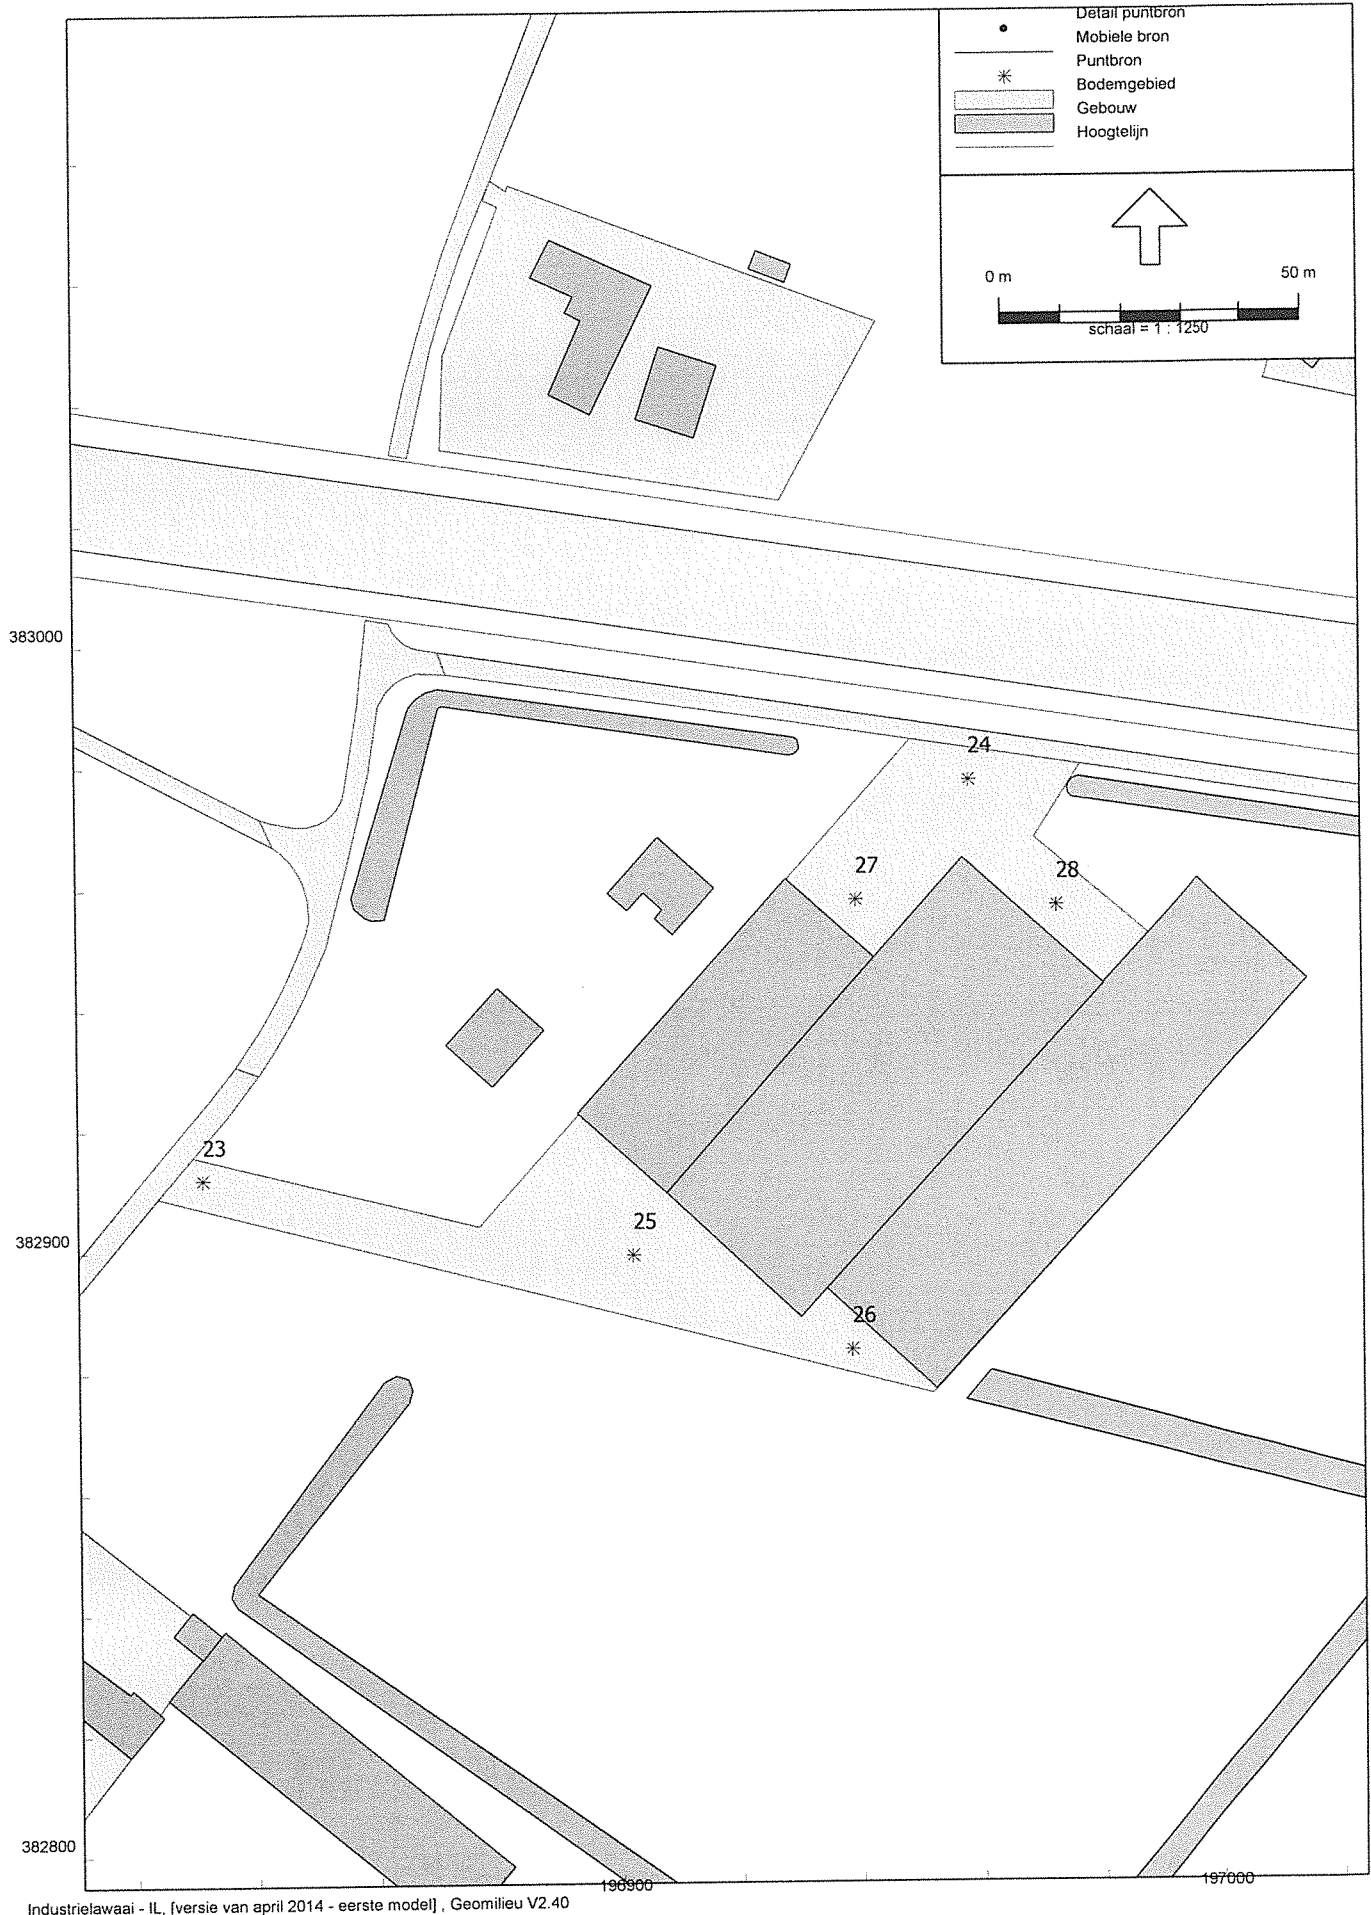 Detail puntbron
Mobiele bron
Puntbron
Bodemgebied
Gebouw
Hoogtelijn
0 m
50 m
schaal = 1 : 1250
383000
24
27
28
23
25
382900
26
382800
196900
197000
Industrielawaai - IL, [versie van april 2014 - eerste model] , Geomilieu V2.40